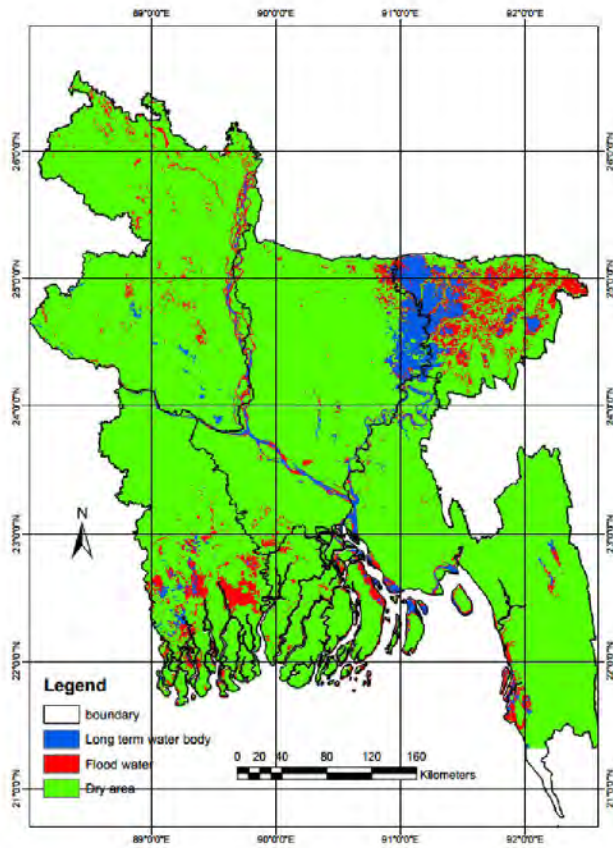 89°0'0"E 90°0'0"E 91°0'0"E 92°0'0"E
26°0'0"N 26°0'0"N
25°0'0"N 25°0'0"N
24°0'0"N 24°0'0"N
N
23°0'0"N 23°0'0"N
22°0'0"N 22°0'0"N
Legend
boundary
Long term water body
Flood water
Dry area
0 20 40 80 120 160
Kilometers
21°0'0"N 21°0'0"N
89°0'0"E 90°0'0"E 91°0'0"E 92°0'0"E